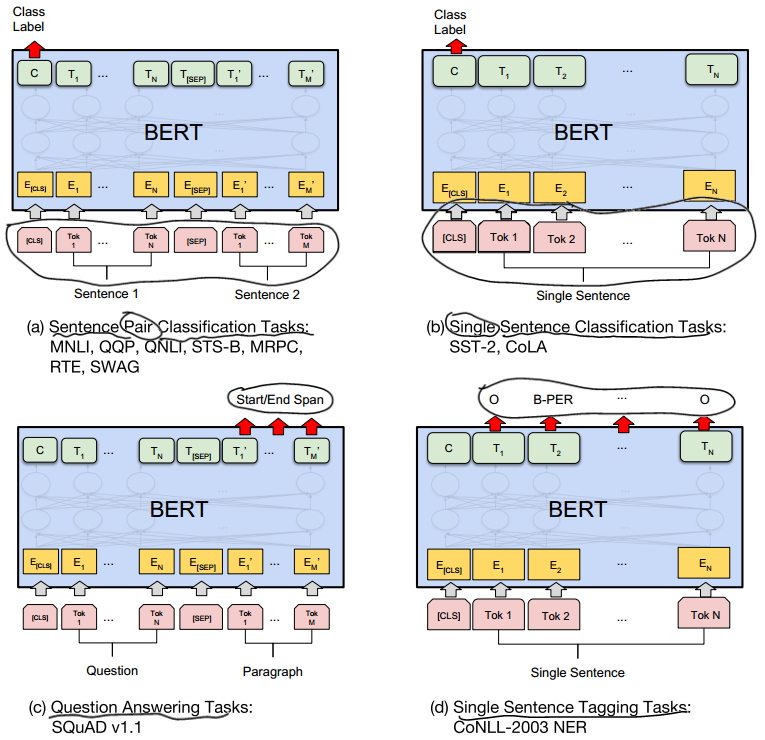 Class
Label
C T1 ... TN T[SEP] T1' ... TM'
BERT
E[CLS] E1 ... EN E[SEP] E1' ... EM'
[CLS] Tok 1 ... Tok N [SEP] Tok 1 ... Tok M
Sentence 1 Sentence 2
(a) Sentence Pair Classification Tasks:
MNLI, QQP, QNLI, STS-B, MRPC,
RTE, SWAG
Class
Label
C T1 T2 ... TN
BERT
E[CLS] E1 E2 ... EN
[CLS] Tok 1 Tok 2 ... Tok N
Single Sentence
(b) Single Sentence Classification Tasks:
SST-2, CoLA
Start/End Span
C T1 ... TN T[SEP] T1' ... TM'
BERT
E[CLS] E1 ... EN E[SEP] E1' ... EM'
[CLS] Tok 1 ... Tok N [SEP] Tok 1 ... Tok M
Question Paragraph
(c) Question Answering Tasks:
SQuAD v1.1
O B-PER ... O
C T1 T2 ... TN
BERT
E[CLS] E1 E2 ... EN
[CLS] Tok 1 Tok 2 ... Tok N
Single Sentence
(d) Single Sentence Tagging Tasks:
CoNLL-2003 NER